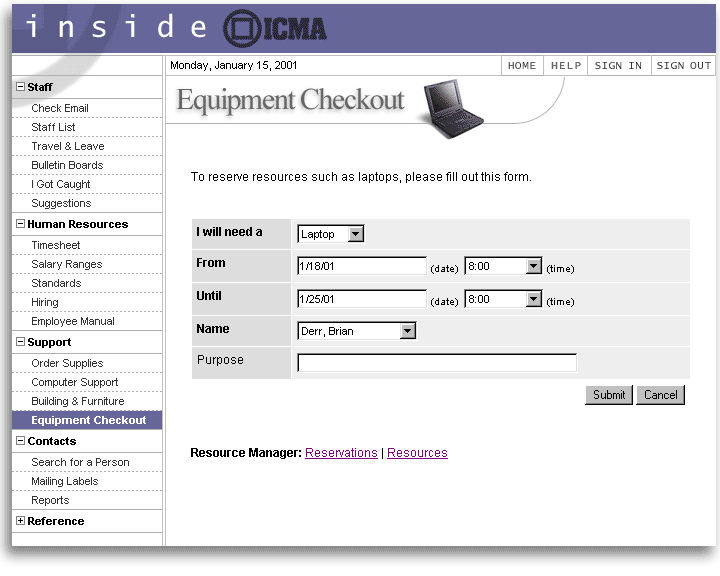 inside ICMA
Monday, January 15, 2001
HOME HELP SIGN IN SIGN OUT
Staff
Check Email
Staff List
Travel & Leave
Bulletin Boards
I Got Caught
Suggestions
Human Resources
Timesheet
Salary Ranges
Standards
Hiring
Employee Manual
Support
Order Supplies
Computer Support
Building & Furniture
Equipment Checkout
Contacts
Search for a Person
Mailing Labels
Reports
Reference
Equipment Checkout
To reserve resources such as laptops, please fill out this form.
I will need a Laptop
From 1/18/01 (date) 8:00 (time)
Until 1/25/01 (date) 8:00 (time)
Name Derr, Brian
Purpose
Submit Cancel
Resource Manager: Reservations | Resources